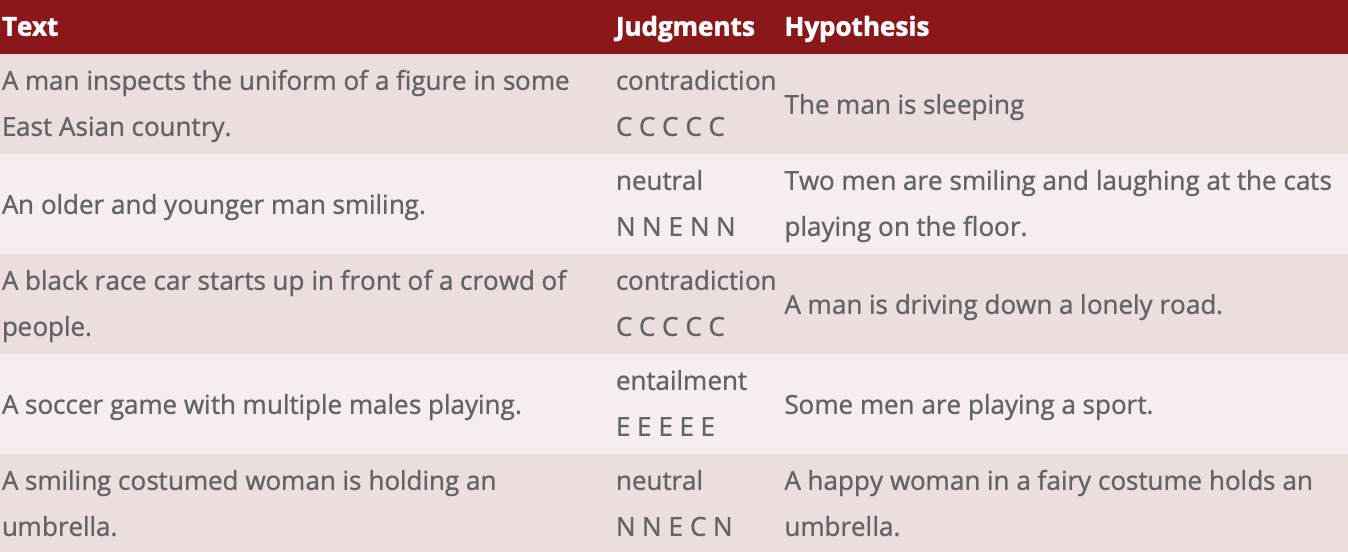 Text Judgments Hypothesis
A man inspects the uniform of a figure in some
East Asian country.
contradiction
C C C C C
The man is sleeping
An older and younger man smiling.
neutral
N N E N N
Two men are smiling and laughing at the cats
playing on the floor.
A black race car starts up in front of a crowd of
people.
contradiction
C C C C C
A man is driving down a lonely road.
A soccer game with multiple males playing.
entailment
E E E E E
Some men are playing a sport.
A smiling costumed woman is holding an
umbrella.
neutral
N N E C N
A happy woman in a fairy costume holds an
umbrella.